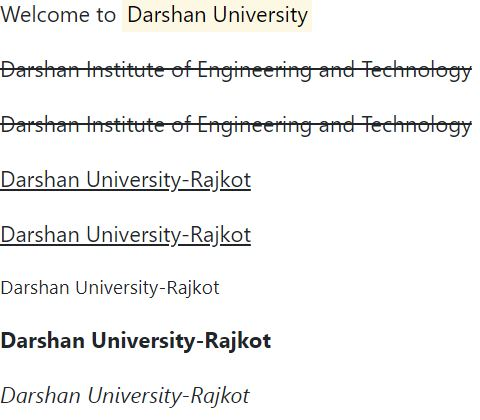 Welcome to Darshan University
Darshan Institute of Engineering and Technology
Darshan Institute of Engineering and Technology
Darshan University-Rajkot
Darshan University-Rajkot
Darshan University-Rajkot
Darshan University-Rajkot
Darshan University-Rajkot